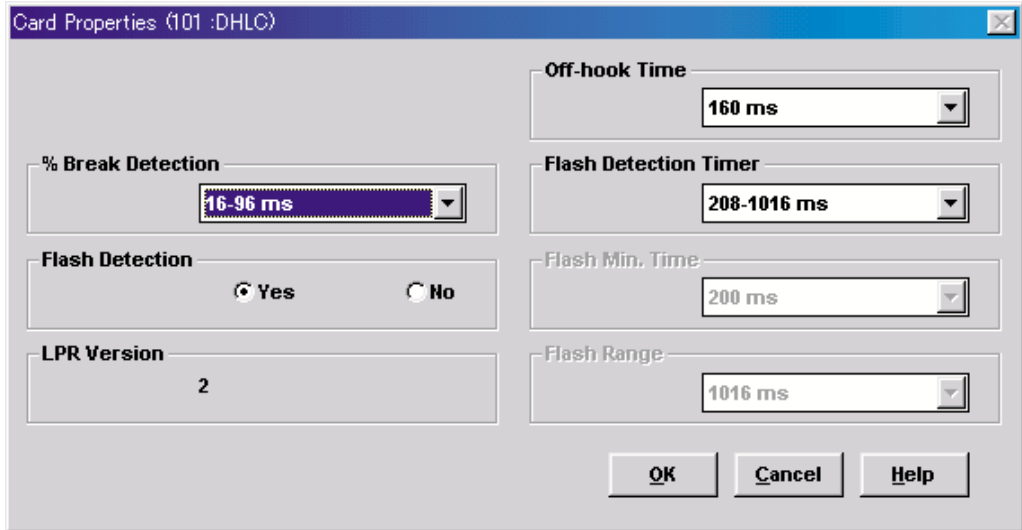 Card Properties (101 :DHLC)
Off-hook Time
160 ms
% Break Detection
16-96 ms
Flash Detection Timer
208-1016 ms
Flash Detection
Yes
No
Flash Min. Time
200 ms
LPR Version
2
Flash Range
1016 ms
OK
Cancel
Help